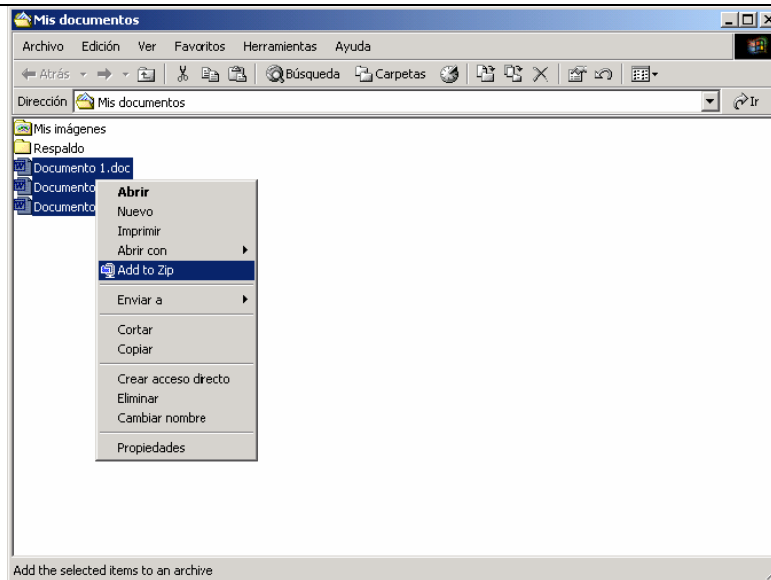 Mis documentos
Archivo Edición Ver Favoritos Herramientas Ayuda
Atrás Búsqueda Carpetas
Dirección Mis documentos Ir
Mis imágenes
Respaldo
Documento 1.doc
Documento
Documento
Abrir
Nuevo
Imprimir
Abrir con
Add to Zip
Enviar a
Cortar
Copiar
Crear acceso directo
Eliminar
Cambiar nombre
Propiedades
Add the selected items to an archive